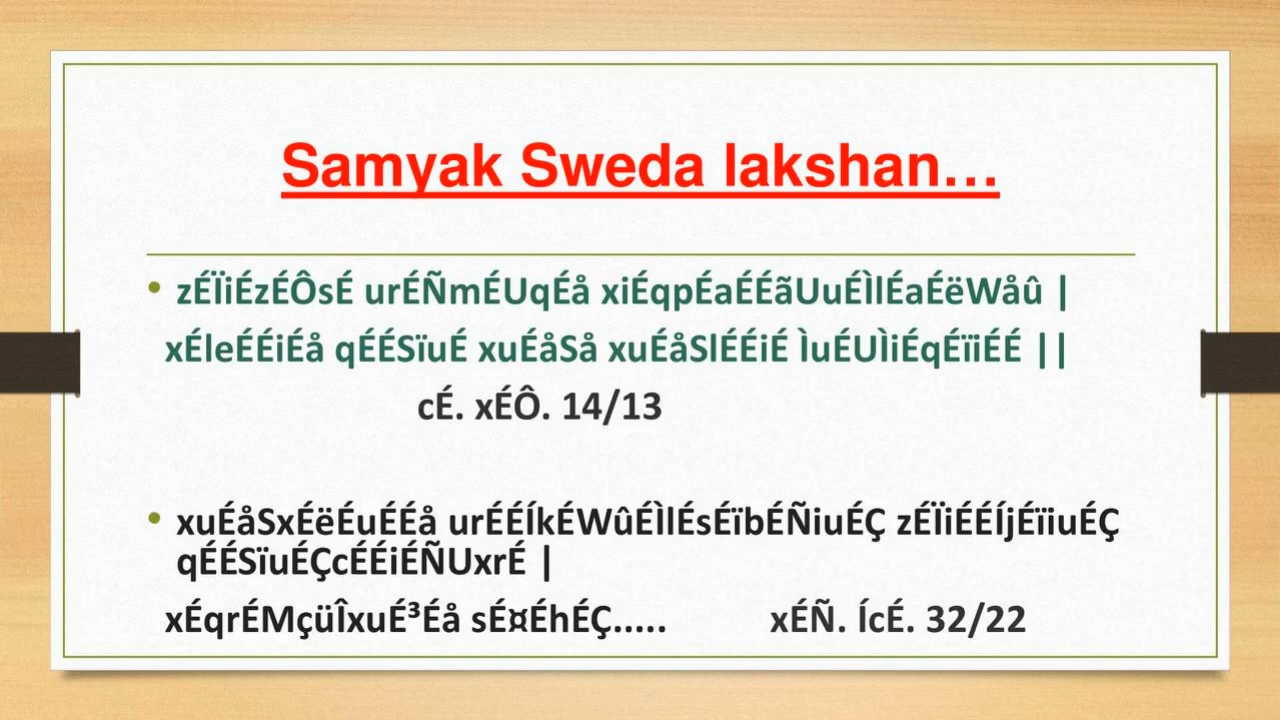 Samyak Sweda lakshan…
• zÉÏiÉzÉÔsÉ urÉÑmÉUqÉå xiÉqpÉaÉÉãUuÉÌlÉaÉëWåû |
xÉleÉÉiÉå qÉÉSïuÉ xuÉåSå xuÉåSlÉÉiÉ ÌuÉUÌiÉqÉïiÉÉ ||
cÉ. xÉÔ. 14/13
• xuÉåSxÉëÉuÉÉå urÉÉÍkÉWûÉÌlÉsÉïbÉÑiuÉÇ zÉÏiÉÉÍjÉïiuÉÇ
qÉÉSïuÉÇcÉÉiÉÑUxrÉ |
xÉqrÉMçüÎxuÉ³Éå sÉ¤ÉhÉÇ..... xÉÑ. ÍcÉ. 32/22